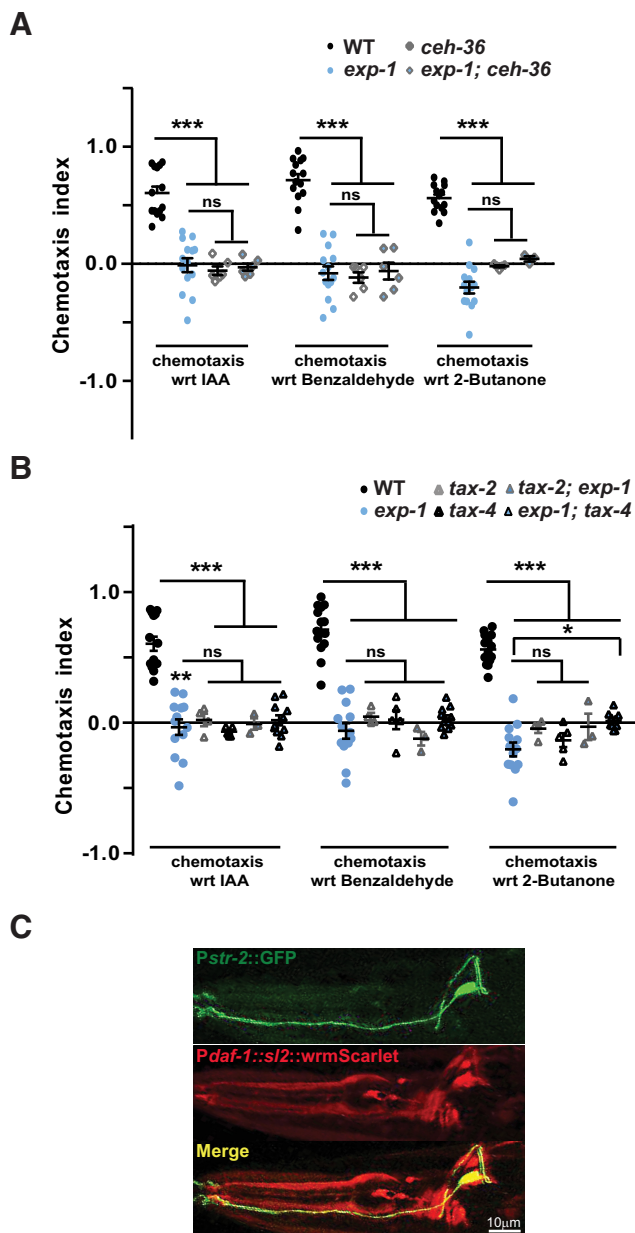 A
WT ceh-36
exp-1 exp-1; ceh-36
Chemotaxis index
1.0
0.0
-1.0
*** *** ***
ns ns ns
chemotaxis
wrt IAA
chemotaxis
wrt Benzaldehyde
chemotaxis
wrt 2-Butanone
B
WT tax-2 tax-2; exp-1
exp-1 tax-4 exp-1; tax-4
Chemotaxis index
1.0
0.0
-1.0
*** *** ***
*
ns ns ns
**
chemotaxis
wrt IAA
chemotaxis
wrt Benzaldehyde
chemotaxis
wrt 2-Butanone
C
Pstr-2::GFP
Pdaf-1::sl2::wrmScarlet
Merge
10μm